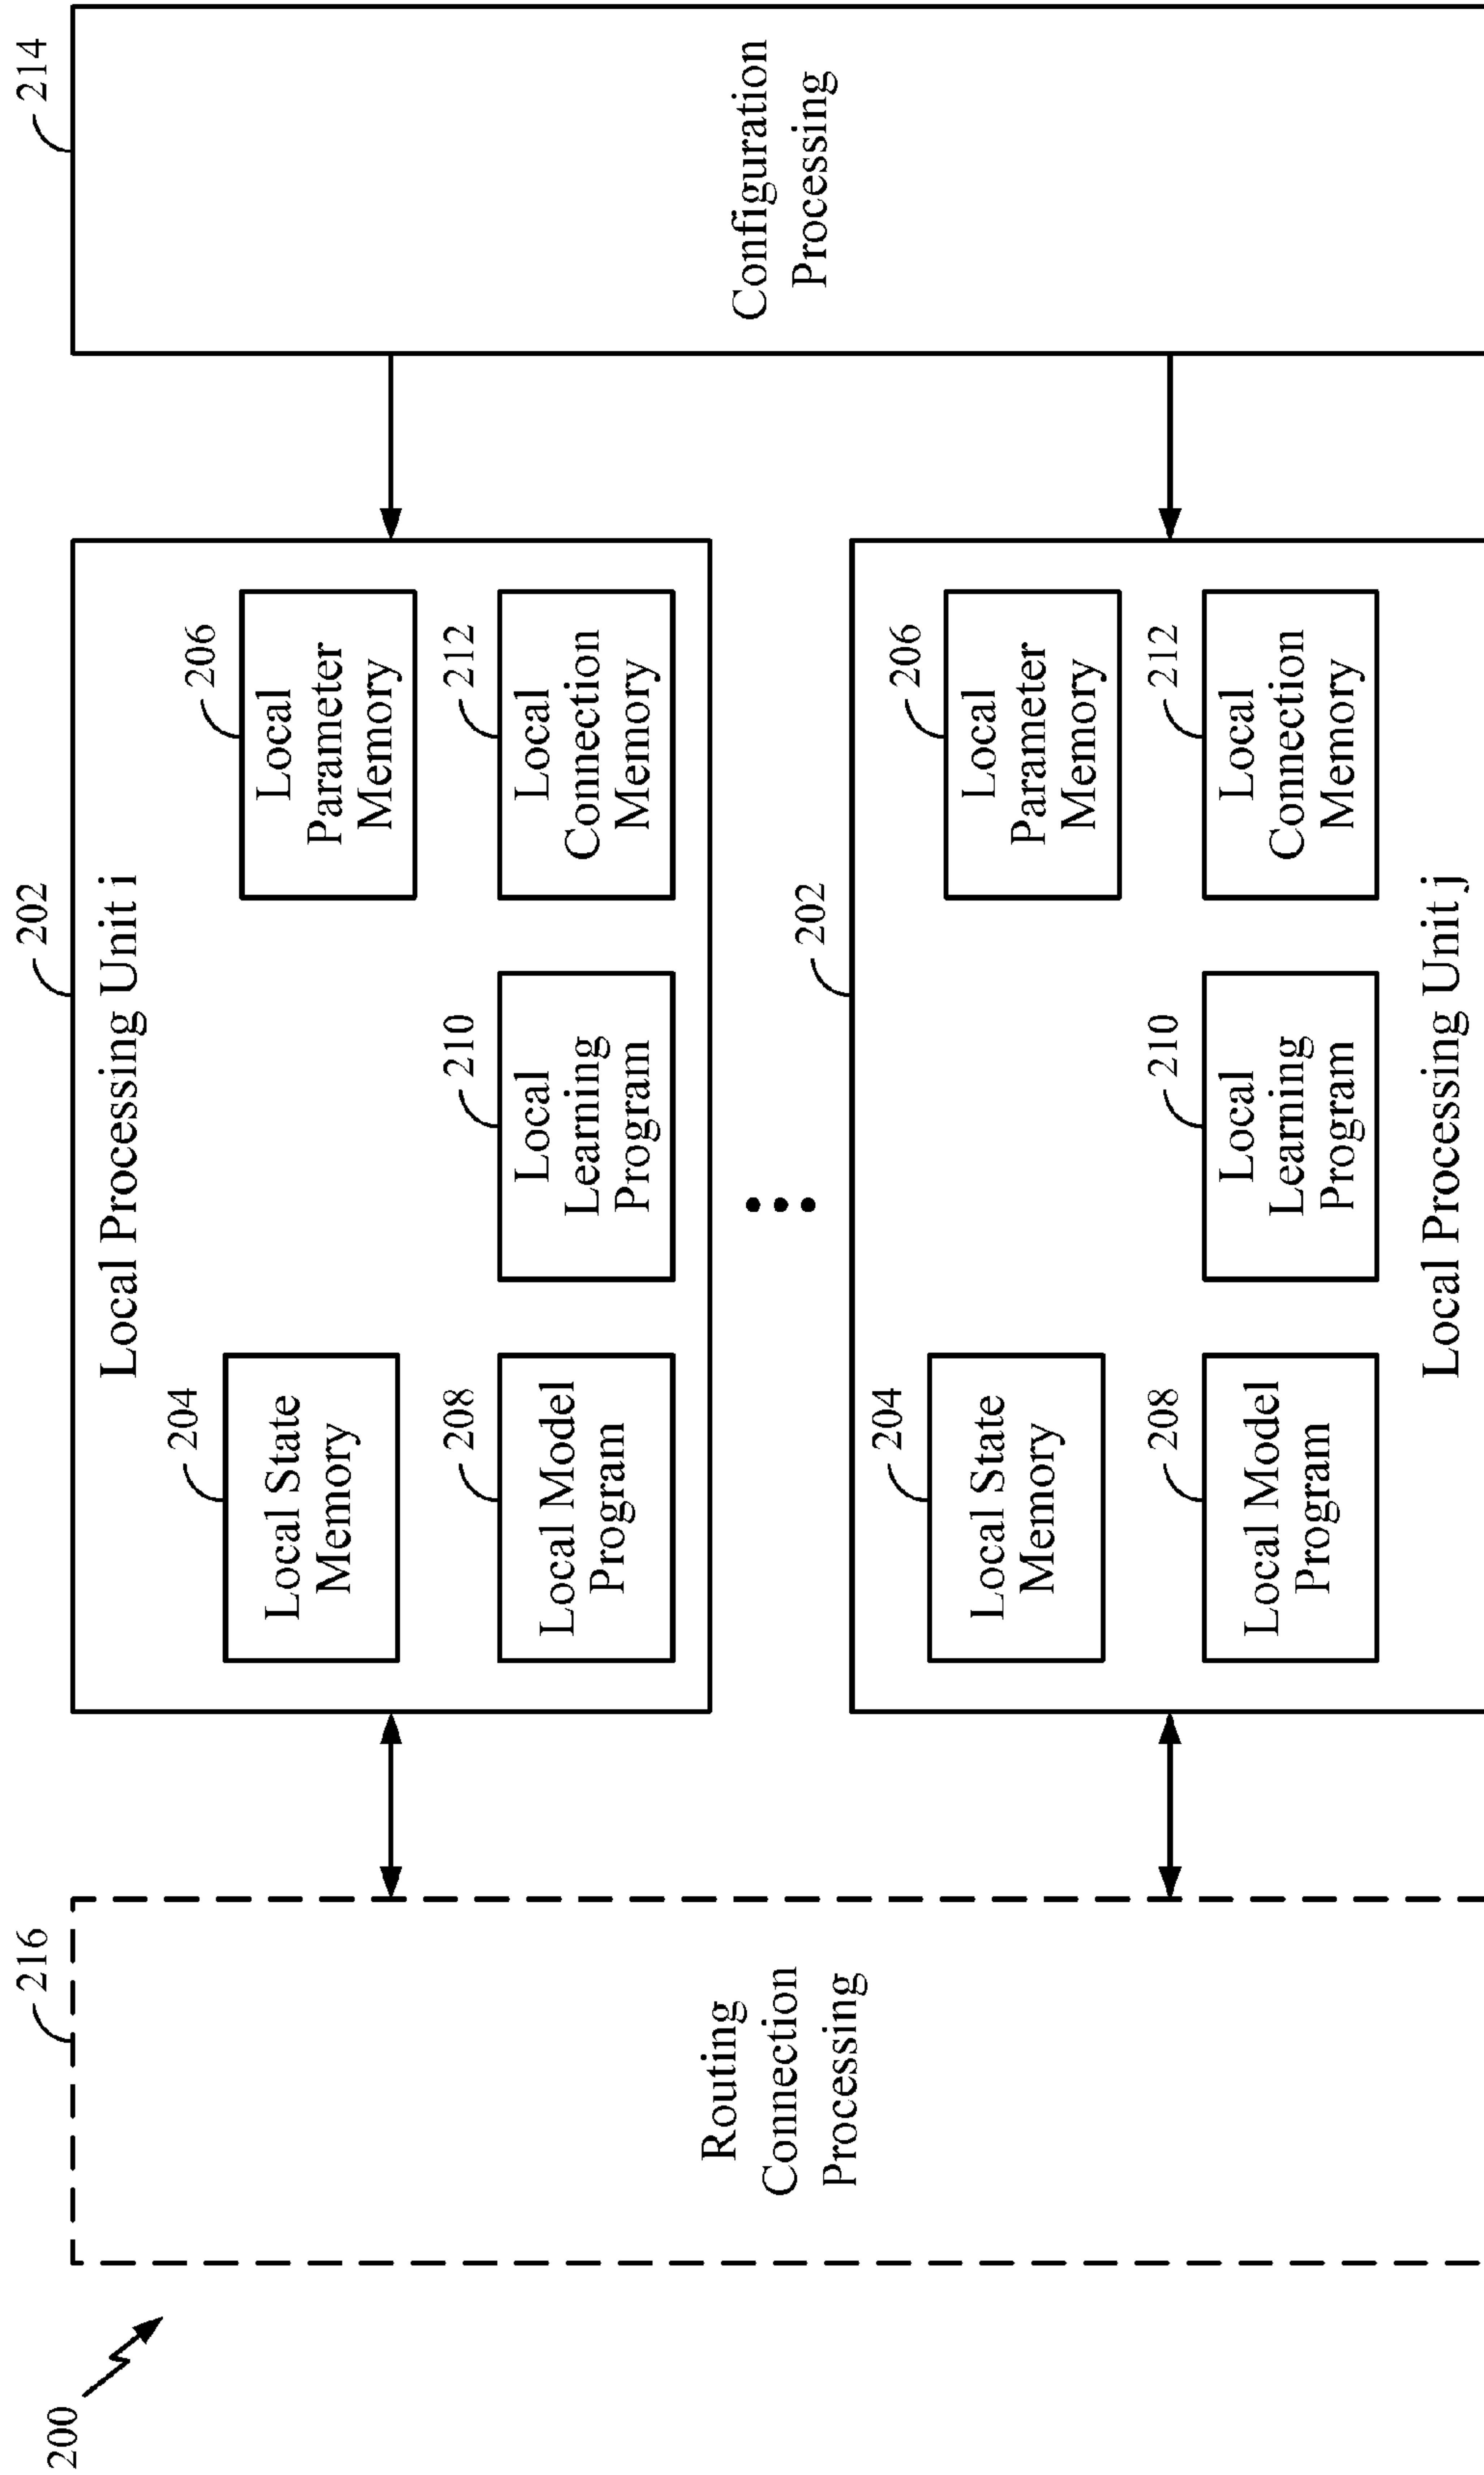 200
216
Routing
Connection
Processing
202
Local Processing Unit i
204
Local State
Memory
206
Local
Parameter
Memory
208
Local Model
Program
210
Local
Learning
Program
212
Local
Connection
Memory
202
204
Local State
Memory
206
Local
Parameter
Memory
208
Local Model
Program
210
Local
Learning
Program
212
Local
Connection
Memory
Local Processing Unit j
214
Configuration
Processing